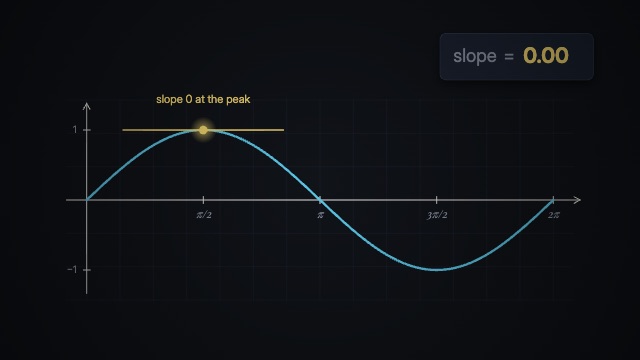 slope = 0.00
slope 0 at the peak
1
π/2
π
3π/2
2π
−1